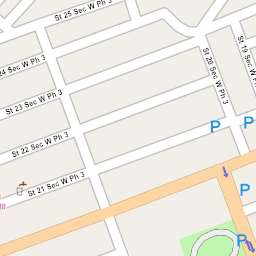 St 25 Sec W Ph 3
24 Sec W Ph 3
St 20 Sec W Ph 3
St 19 Sec W Ph 3
St 23 Sec W Ph 3
P
P
St 22 Sec W Ph 3
St 21 Sec W Ph 3
P
P